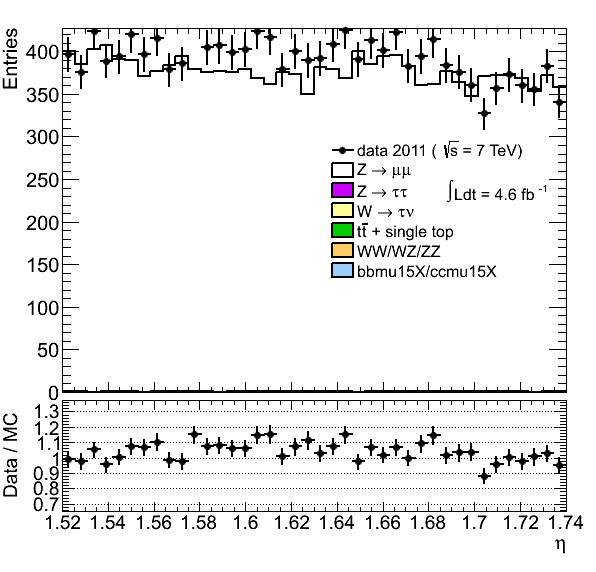 Entries
400
350
300
250
200
150
100
50
0
data 2011 ( √s = 7 TeV)
Z → μμ
Z → ττ
∫Ldt = 4.6 fb⁻¹
W → τν
tt̄ + single top
WW/WZ/ZZ
bbmu15X/ccmu15X
Data / MC
1.3
1.2
1.1
1
0.9
0.8
0.7
1.52 1.54 1.56 1.58 1.6 1.62 1.64 1.66 1.68 1.7 1.72 1.74
η